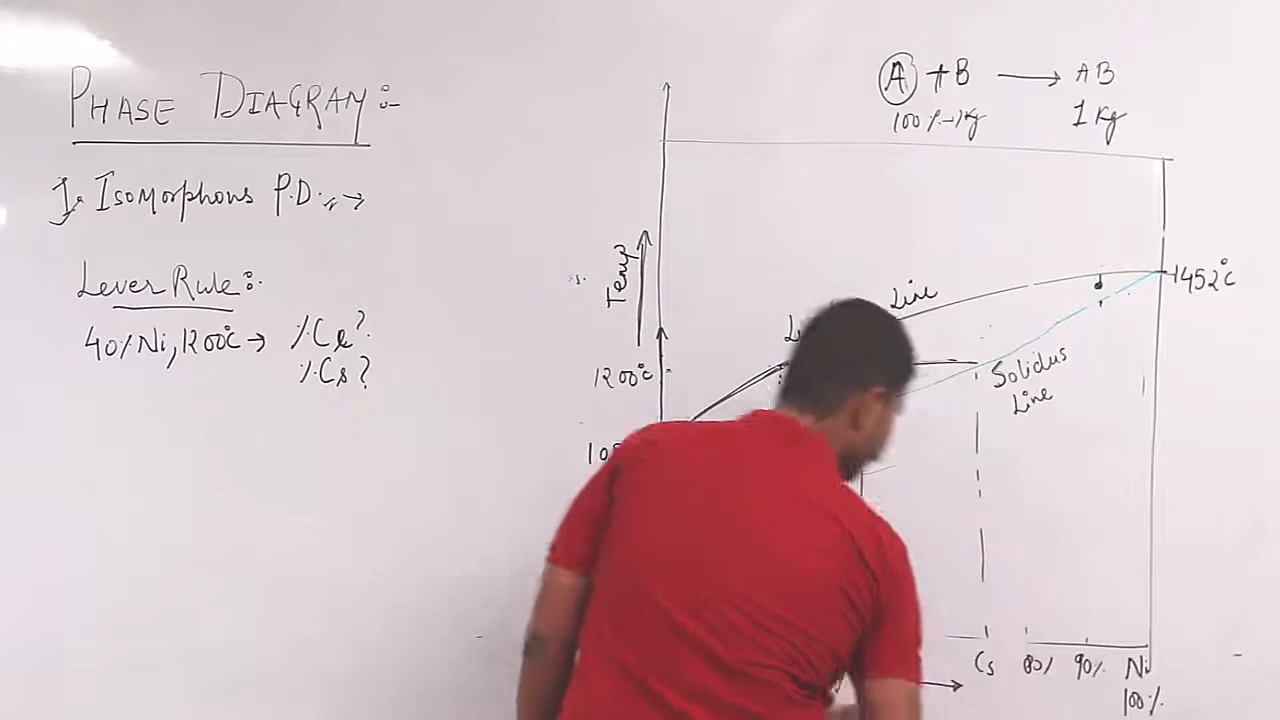 PHASE DIAGRAM:-
I. Isomorphous P.D. →
Lever Rule:-
40% Ni, 1200°C → % Cl?
% Cs?
A + B → AB
100% → 1Kg 1 Kg
Temp
1452°C
Line
1200°C
Solidus
Line
Cs 80% 90% Ni
100%